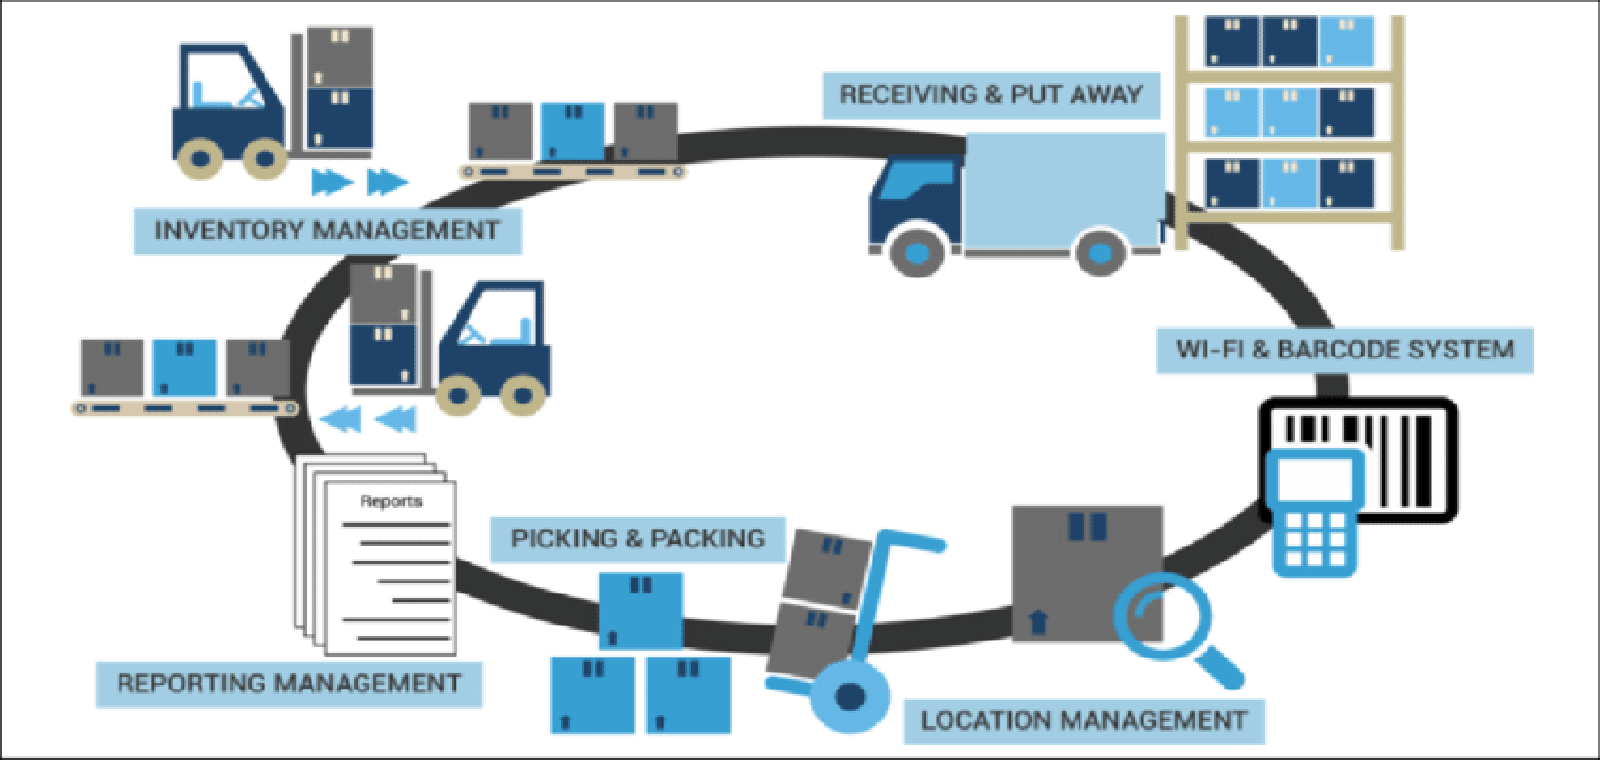 RECEIVING & PUT AWAY
INVENTORY MANAGEMENT
WI-FI & BARCODE SYSTEM
Reports
PICKING & PACKING
REPORTING MANAGEMENT
LOCATION MANAGEMENT